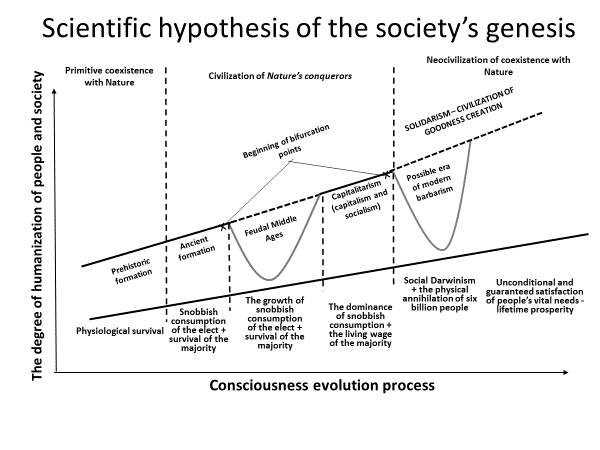 Scientific hypothesis of the society's genesis
The degree of humanization of people and society
Primitive coexistence
with Nature
Civilization of Nature's conquerors
Neocivilization of coexistence with
Nature
SOLIDARISM – CIVILIZATION OF
GOODNESS CREATION
Beginning of bifurcation
points
Prehistoric
formation
Ancient
formation
Feudal Middle
Ages
Capitalitarism
(capitalism and
socialism)
Possible era
of modern
barbarism
Physiological survival
Snobbish
consumption
of the elect +
survival of the
majority
The growth of
snobbish
consumption
of the elect +
survival of the
majority
The dominance
of snobbish
consumption +
the living wage
of the majority
Social Darwinism
+ the physical
annihilation of six
billion people
Unconditional and
guaranteed satisfaction
of people's vital needs -
lifetime prosperity
Consciousness evolution process